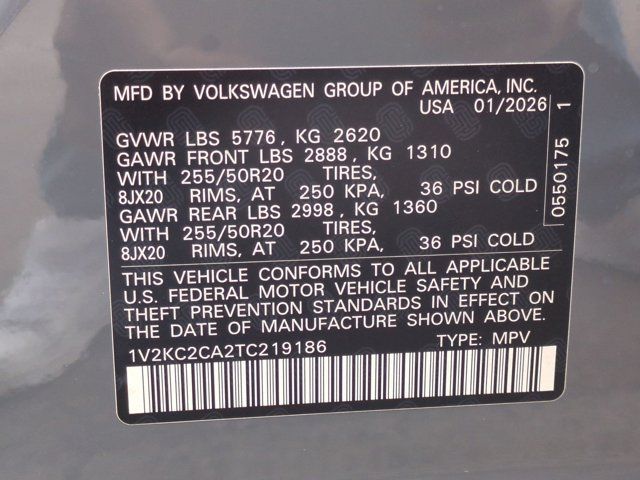 MFD BY VOLKSWAGEN GROUP OF AMERICA, INC.
USA 01/2026
GVWR LBS 5776, KG 2620
GAWR FRONT LBS 2888, KG 1310
WITH 255/50R20 TIRES,
8JX20 RIMS, AT 250 KPA, 36 PSI COLD
GAWR REAR LBS 2998, KG 1360
WITH 255/50R20 TIRES,
8JX20 RIMS, AT 250 KPA, 36 PSI COLD
THIS VEHICLE CONFORMS TO ALL APPLICABLE
U.S. FEDERAL MOTOR VEHICLE SAFETY AND
THEFT PREVENTION STANDARDS IN EFFECT ON
THE DATE OF MANUFACTURE SHOWN ABOVE.
1V2KC2CA2TC219186 TYPE: MPV
0550175 1